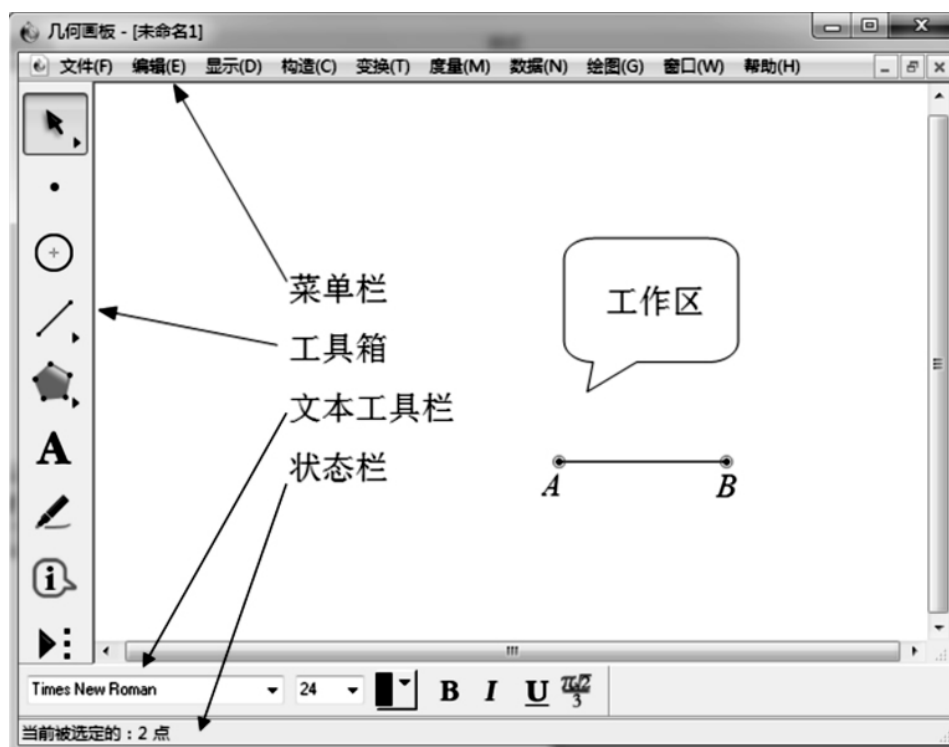 几何画板 - [未命名1]
文件(F) 编辑(E) 显示(D) 构造(C) 变换(T) 度量(M) 数据(N) 绘图(G) 窗口(W) 帮助(H)
A
i
菜单栏
工具箱
文本工具栏
状态栏
工作区
A B
Times New Roman 24 B I U π√2/3
当前被选定的：2 点